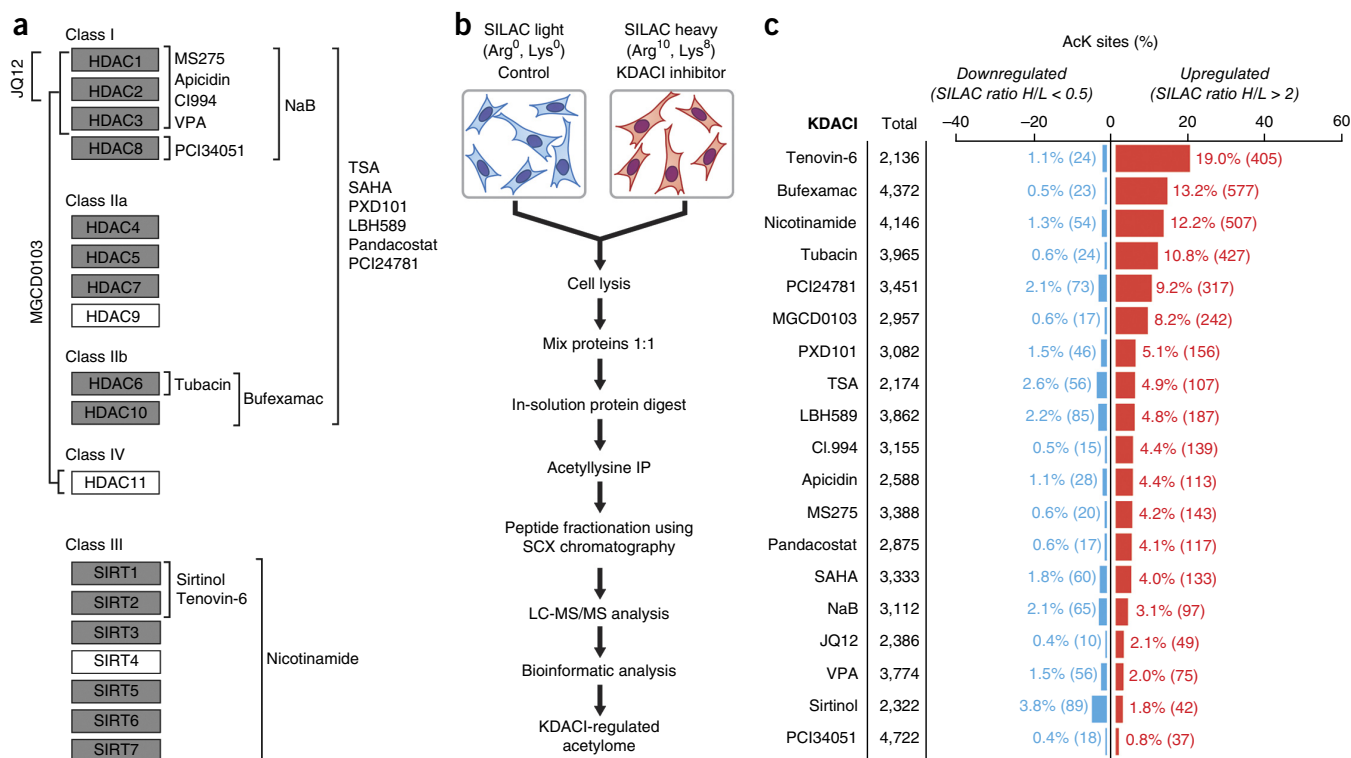 a
Class I
JQ12
HDAC1
HDAC2
HDAC3
HDAC8
MS275
Apicidin
CI994
VPA
PCI34051
NaB
Class IIa
HDAC4
HDAC5
HDAC7
HDAC9
MGCD0103
Class IIb
HDAC6
HDAC10
Tubacin
Bufexamac
TSA
SAHA
PXD101
LBH589
Pandacostat
PCI24781
Class IV
HDAC11
Class III
SIRT1
SIRT2
SIRT3
SIRT4
SIRT5
SIRT6
SIRT7
Sirtinol
Tenovin-6
Nicotinamide
b
SILAC light
(Arg⁰, Lys⁰)
Control
SILAC heavy
(Arg¹⁰, Lys⁸)
KDACI inhibitor
Cell lysis
Mix proteins 1:1
In-solution protein digest
Acetyllysine IP
Peptide fractionation using
SCX chromatography
LC-MS/MS analysis
Bioinformatic analysis
KDACI-regulated
acetylome
c
AcK sites (%)
Downregulated
(SILAC ratio H/L < 0.5)
Upregulated
(SILAC ratio H/L > 2)
KDACI Total −40 −20 0 20 40 60
Tenovin-6 2,136 1.1% (24) 19.0% (405)
Bufexamac 4,372 0.5% (23) 13.2% (577)
Nicotinamide 4,146 1.3% (54) 12.2% (507)
Tubacin 3,965 0.6% (24) 10.8% (427)
PCI24781 3,451 2.1% (73) 9.2% (317)
MGCD0103 2,957 0.6% (17) 8.2% (242)
PXD101 3,082 1.5% (46) 5.1% (156)
TSA 2,174 2.6% (56) 4.9% (107)
LBH589 3,862 2.2% (85) 4.8% (187)
CI.994 3,155 0.5% (15) 4.4% (139)
Apicidin 2,588 1.1% (28) 4.4% (113)
MS275 3,388 0.6% (20) 4.2% (143)
Pandacostat 2,875 0.6% (17) 4.1% (117)
SAHA 3,333 1.8% (60) 4.0% (133)
NaB 3,112 2.1% (65) 3.1% (97)
JQ12 2,386 0.4% (10) 2.1% (49)
VPA 3,774 1.5% (56) 2.0% (75)
Sirtinol 2,322 3.8% (89) 1.8% (42)
PCI34051 4,722 0.4% (18) 0.8% (37)